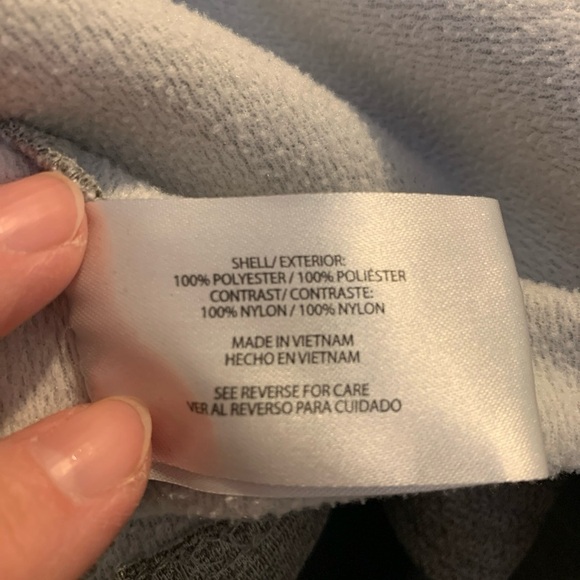 SHELL/ EXTERIOR:
100% POLYESTER / 100% POLIÉSTER
CONTRAST/ CONTRASTE:
100% NYLON / 100% NYLON
MADE IN VIETNAM
HECHO EN VIETNAM
SEE REVERSE FOR CARE
VER AL REVERSO PARA CUIDADO